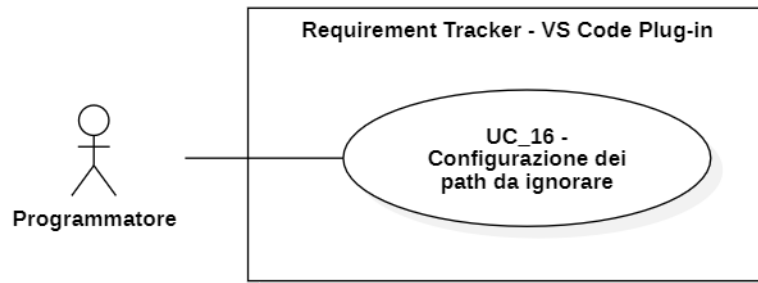 Requirement Tracker - VS Code Plug-in
UC_16 -
Configurazione dei
path da ignorare
Programmatore